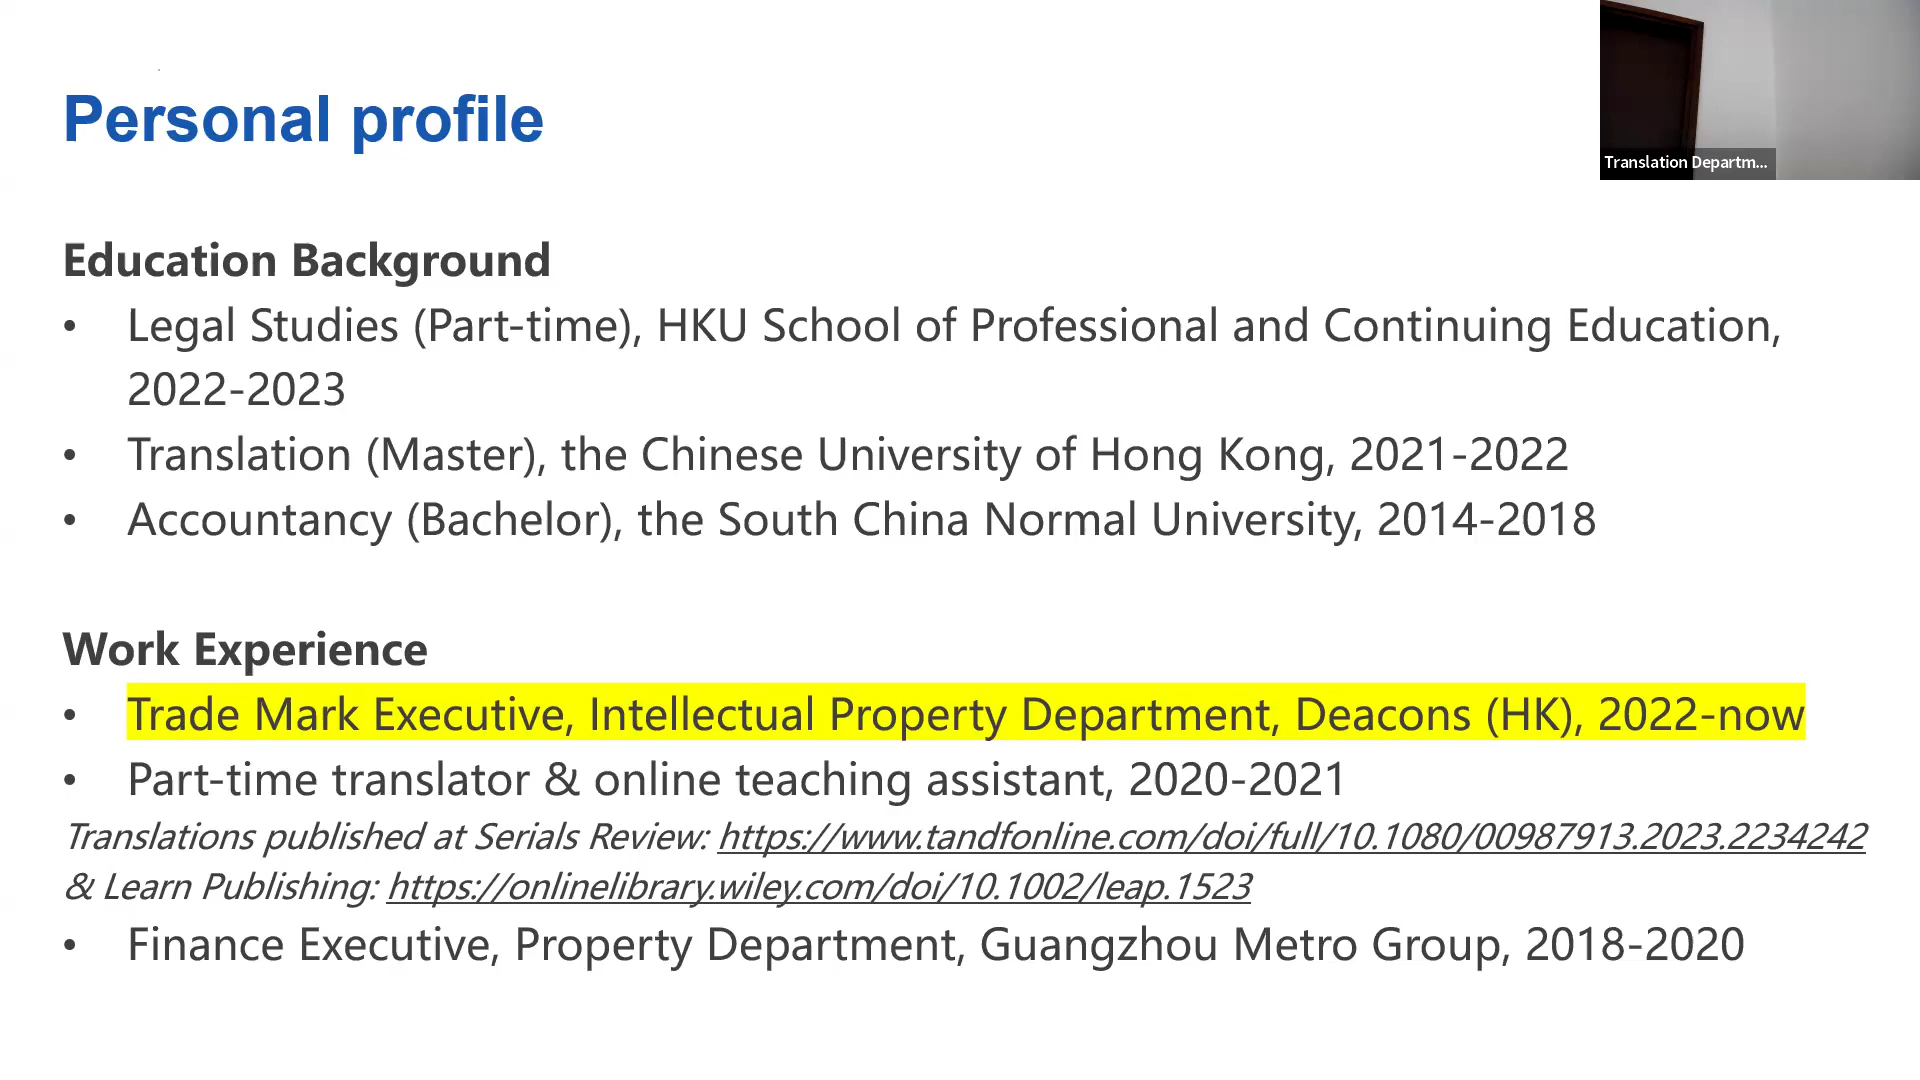 Personal profile
Translation Departm...
Education Background
• Legal Studies (Part-time), HKU School of Professional and Continuing Education,
2022-2023
• Translation (Master), the Chinese University of Hong Kong, 2021-2022
• Accountancy (Bachelor), the South China Normal University, 2014-2018
Work Experience
• Trade Mark Executive, Intellectual Property Department, Deacons (HK), 2022-now
• Part-time translator & online teaching assistant, 2020-2021
Translations published at Serials Review: https://www.tandfonline.com/doi/full/10.1080/00987913.2023.2234242
& Learn Publishing: https://onlinelibrary.wiley.com/doi/10.1002/leap.1523
• Finance Executive, Property Department, Guangzhou Metro Group, 2018-2020